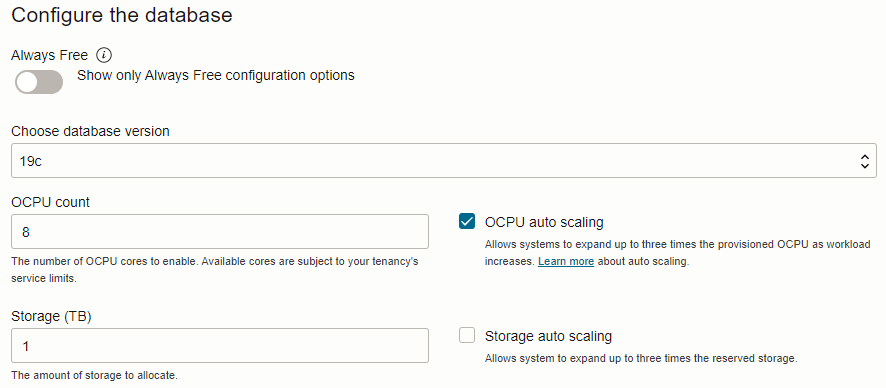 Configure the database
Always Free
Show only Always Free configuration options
Choose database version
19c
OCPU count
8
The number of OCPU cores to enable. Available cores are subject to your tenancy's
service limits.
OCPU auto scaling
Allows systems to expand up to three times the provisioned OCPU as workload
increases. Learn more about auto scaling.
Storage (TB)
1
The amount of storage to allocate.
Storage auto scaling
Allows system to expand up to three times the reserved storage.